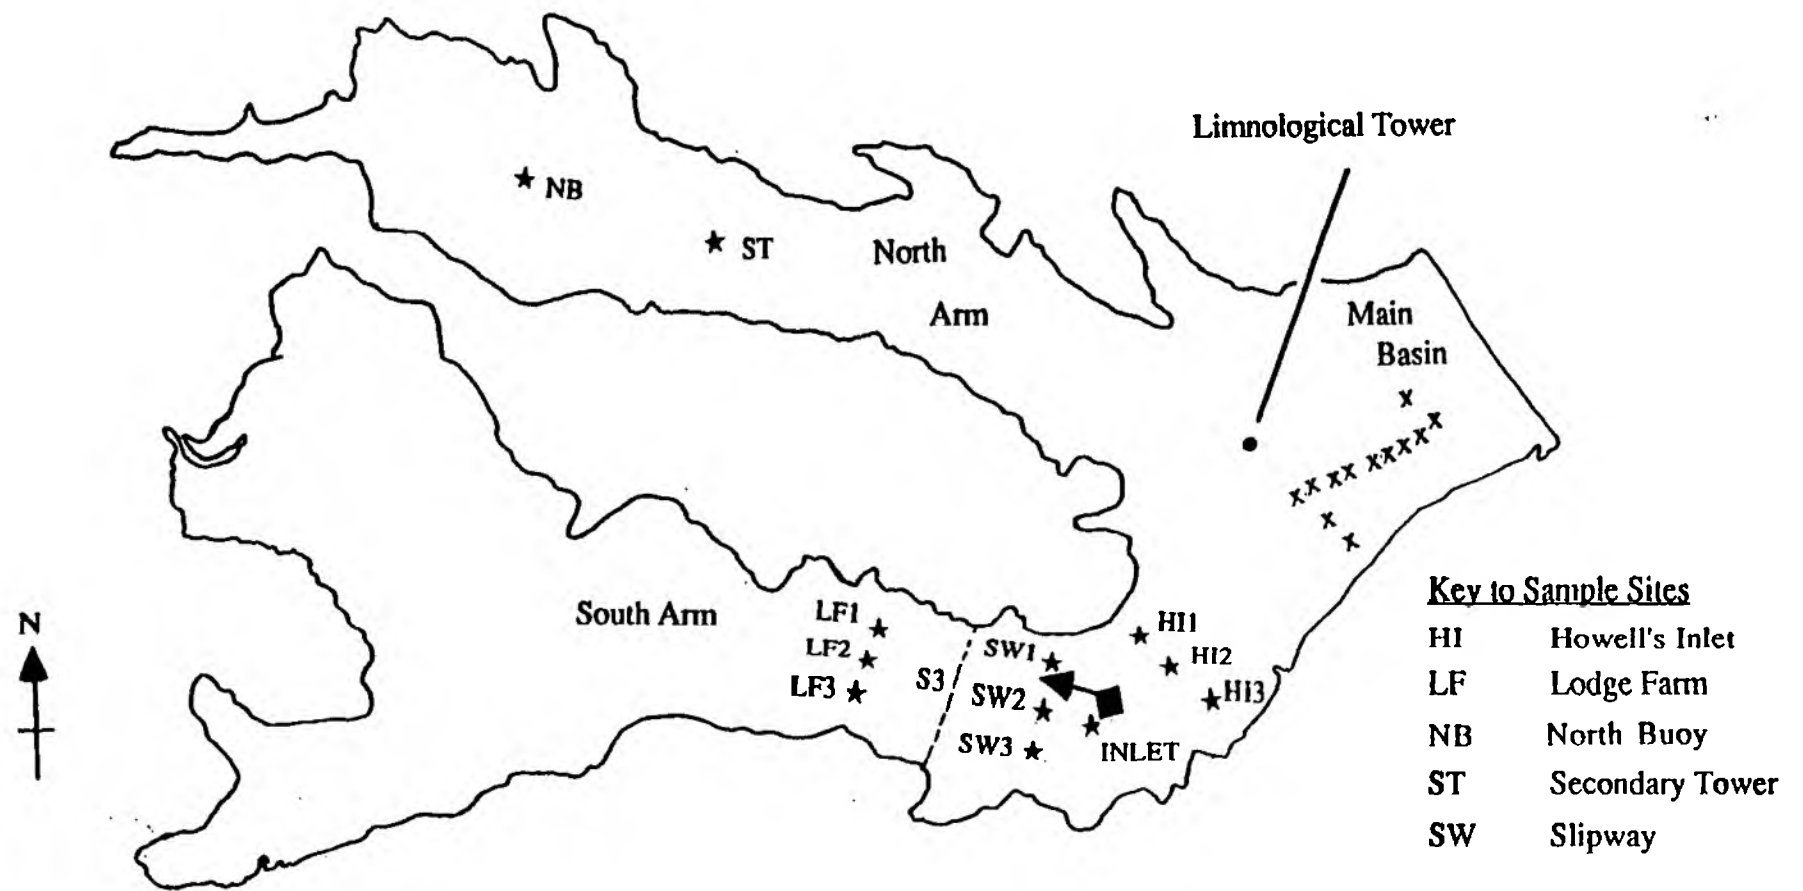 Limnological Tower
NB
ST
North
Arm
Main
Basin
x
x x x x x x x x x x
x
x
South Arm
LF1
LF2
LF3
S3
SW1
SW2
SW3
INLET
HI1
HI2
HI3
N
Key to Sample Sites
HI Howell's Inlet
LF Lodge Farm
NB North Buoy
ST Secondary Tower
SW Slipway